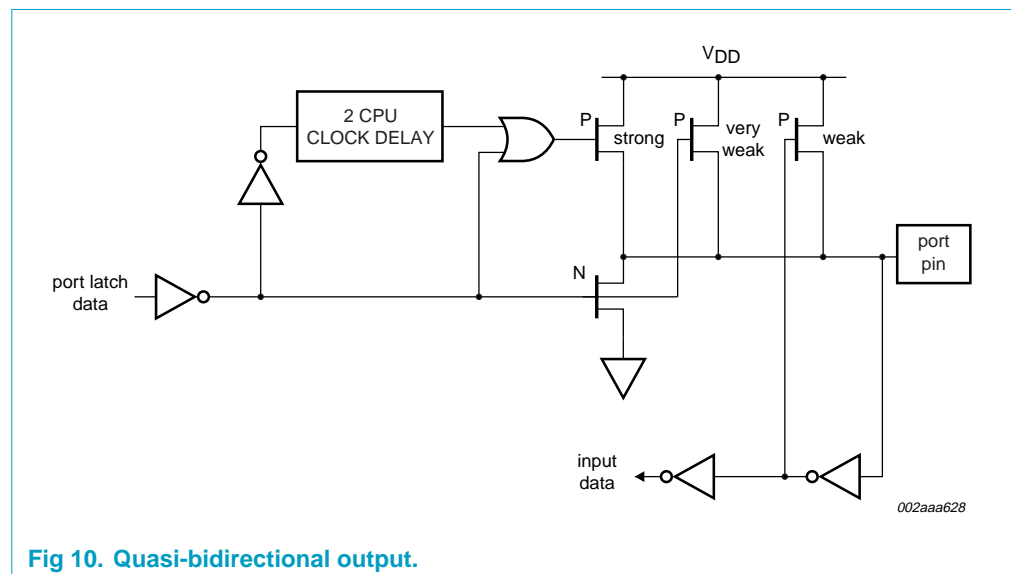 VDD
2 CPU
CLOCK DELAY
P
strong
P
very
weak
P
weak
port
pin
port latch
data
N
input
data
002aaa628
Fig 10. Quasi-bidirectional output.